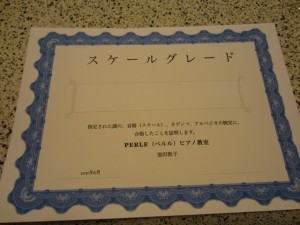 スケールグレード
指定された調の、音階（スケール）、カデンツ、アルペジオの検定に、
合格したことを証明します。
PERLE（ペルル）ピアノ教室